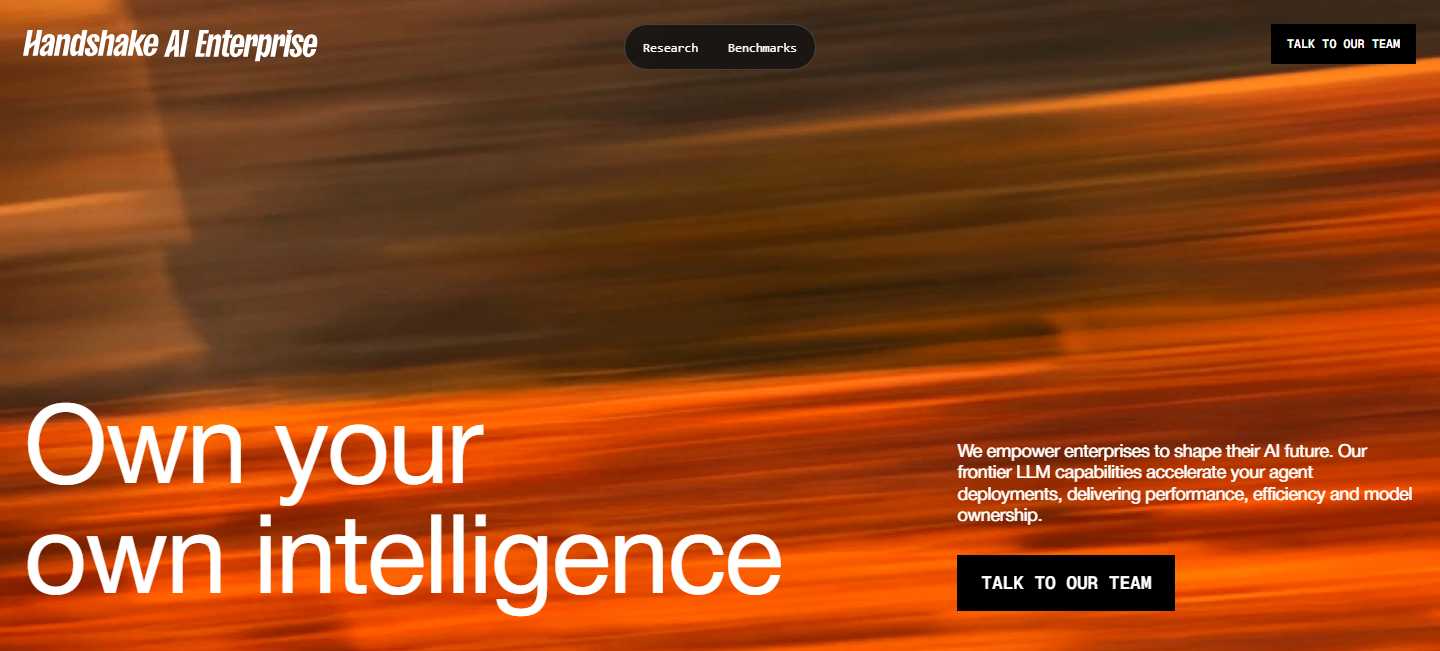 Handshake AI Enterprise
Research
Benchmarks
TALK TO OUR TEAM
Own your
own intelligence
We empower enterprises to shape their AI future. Our
frontier LLM capabilities accelerate your agent
deployments, delivering performance, efficiency and model
ownership.
TALK TO OUR TEAM